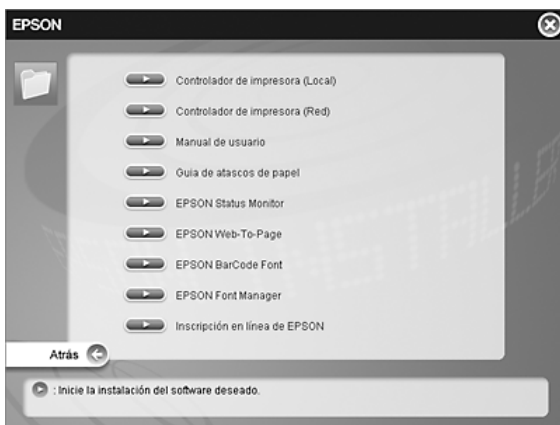 EPSON
Controlador de impresora (Local)
Controlador de impresora (Red)
Manual de usuario
Guia de atascos de papel
EPSON Status Monitor
EPSON Web-To-Page
EPSON BarCode Font
EPSON Font Manager
Inscripción en línea de EPSON
Atrás
: Inicie la instalación del software deseado.